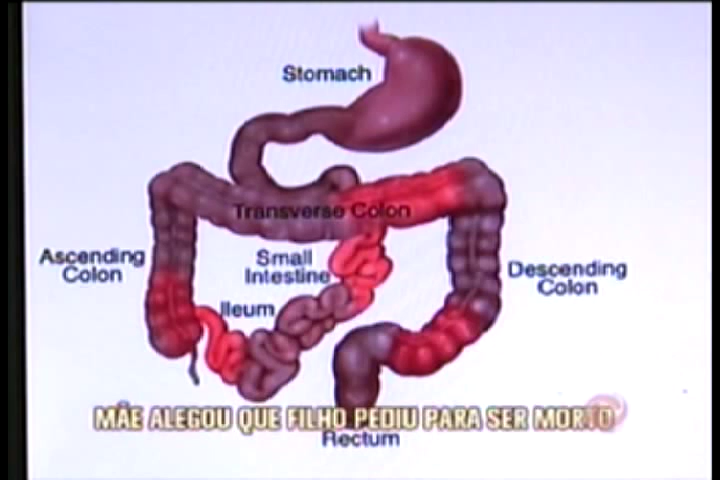 Stomach
Transverse Colon
Ascending
Colon
Small
Intestine
Descending
Colon
Ileum
MÃE ALEGOU QUE FILHO PEDIU PARA SER MORTO
Rectum